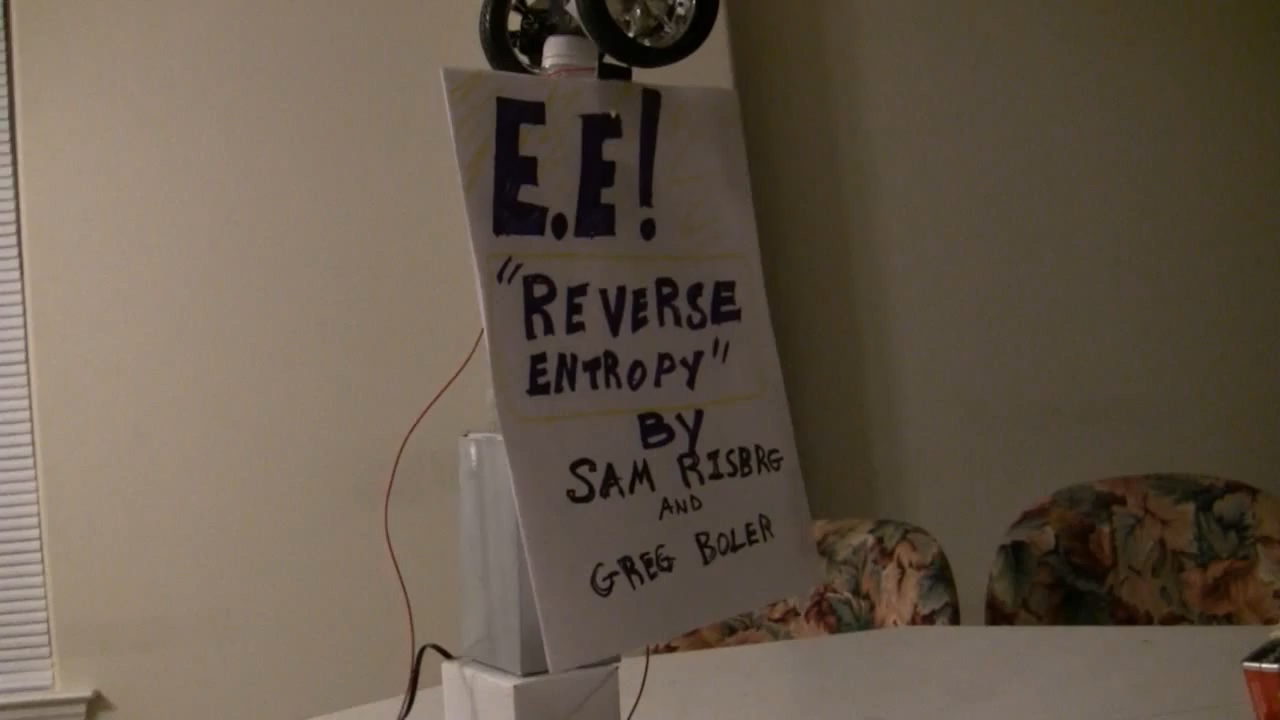 E.E!
"REVERSE
ENTROPY"
BY
SAM RISBRG
AND
GREG BOLER